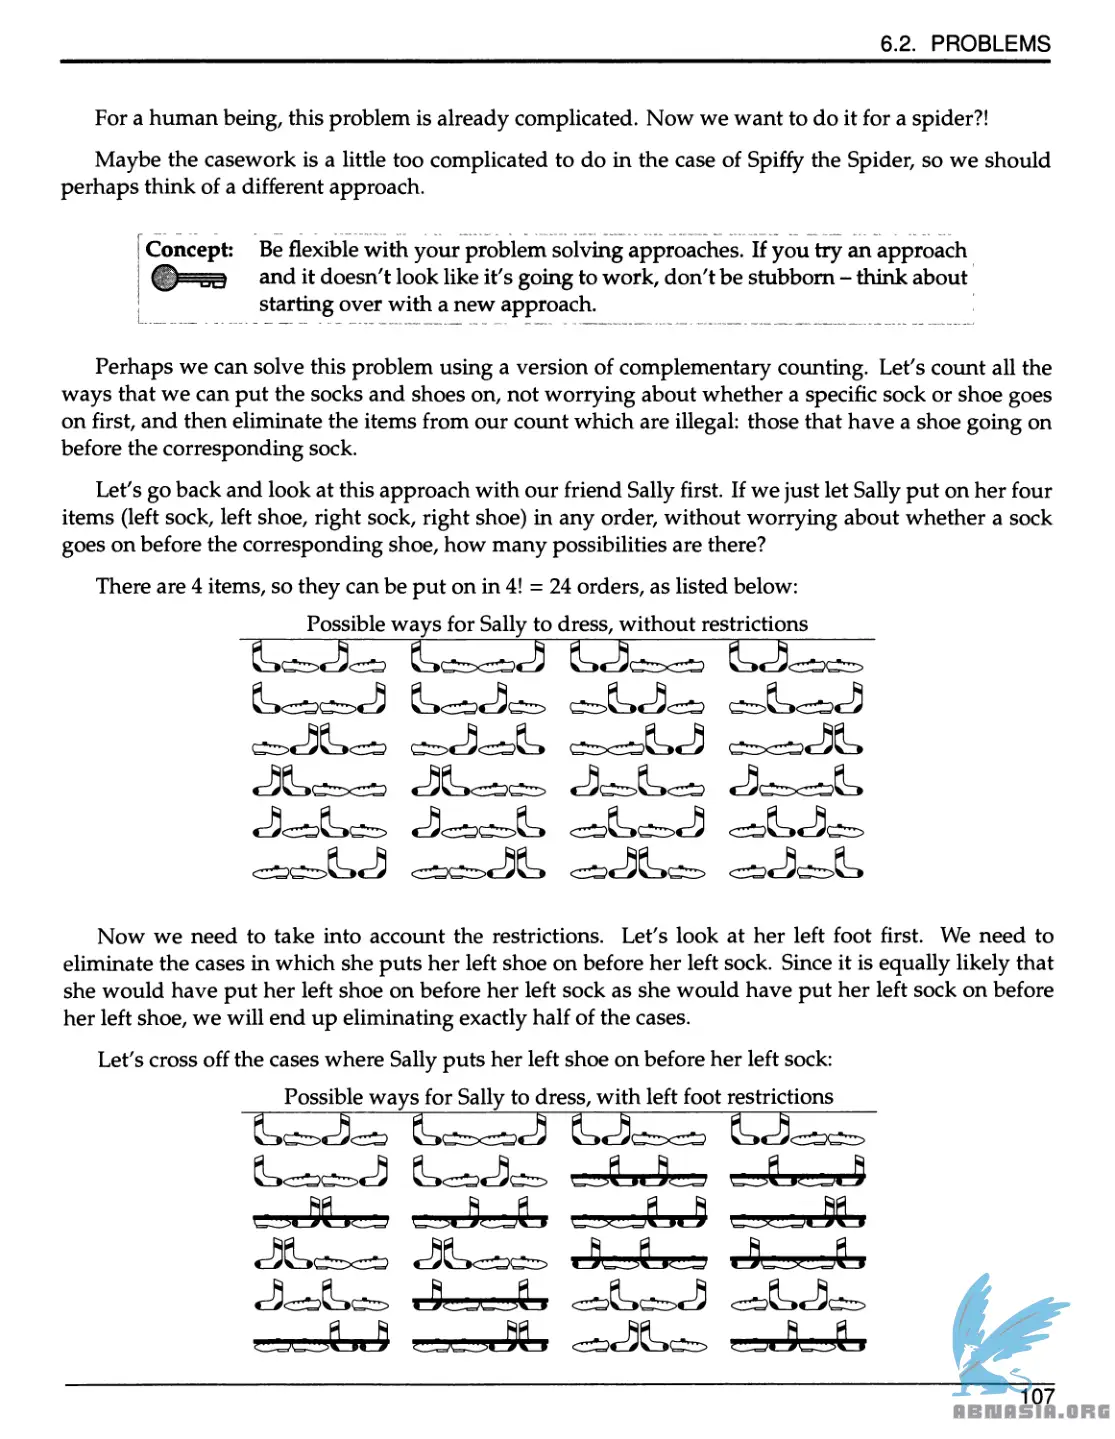 6.2. PROBLEMS
For a human being, this problem is already complicated. Now we want to do it for a spider?!
Maybe the casework is a little too complicated to do in the case of Spiffy the Spider, so we should
perhaps think of a different approach.
Concept: Be flexible with your problem solving approaches. If you try an approach
and it doesn't look like it's going to work, don't be stubborn – think about
starting over with a new approach.
Perhaps we can solve this problem using a version of complementary counting. Let's count all the
ways that we can put the socks and shoes on, not worrying about whether a specific sock or shoe goes
on first, and then eliminate the items from our count which are illegal: those that have a shoe going on
before the corresponding sock.
Let's go back and look at this approach with our friend Sally first. If we just let Sally put on her four
items (left sock, left shoe, right sock, right shoe) in any order, without worrying about whether a sock
goes on before the corresponding shoe, how many possibilities are there?
There are 4 items, so they can be put on in 4! = 24 orders, as listed below:
Possible ways for Sally to dress, without restrictions
Now we need to take into account the restrictions. Let's look at her left foot first. We need to
eliminate the cases in which she puts her left shoe on before her left sock. Since it is equally likely that
she would have put her left shoe on before her left sock as she would have put her left sock on before
her left shoe, we will end up eliminating exactly half of the cases.
Let's cross off the cases where Sally puts her left shoe on before her left sock:
Possible ways for Sally to dress, with left foot restrictions
107
ABNASIA.ORG